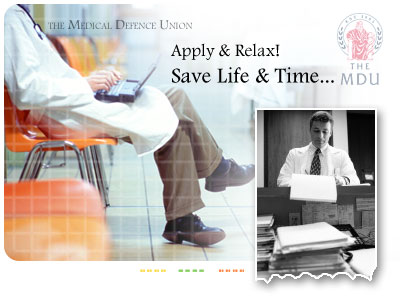 THE MEDICAL DEFENCE UNION
Apply & Relax!
Save Life & Time...
THE
MDU